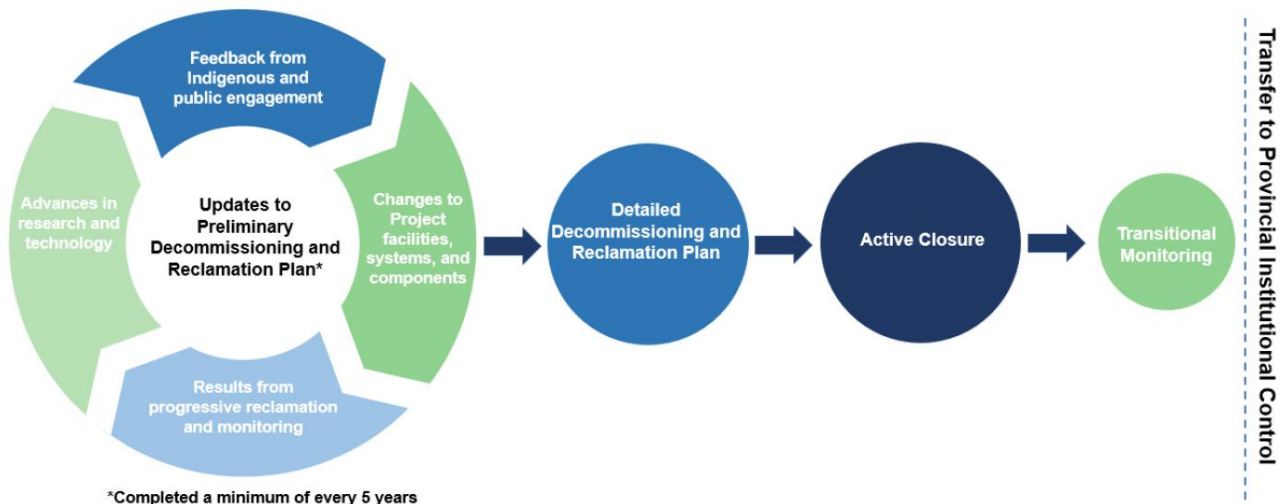 Feedback from
Indigenous and
public engagement
Advances in
research and
technology
Updates to
Preliminary
Decommissioning and
Reclamation Plan*
Changes to
Project
facilities,
systems, and
components
Results from
progressive reclamation
and monitoring
*Completed a minimum of every 5 years
Detailed
Decommissioning and
Reclamation Plan
Active Closure
Transitional
Monitoring
Transfer to Provincial Institutional Control